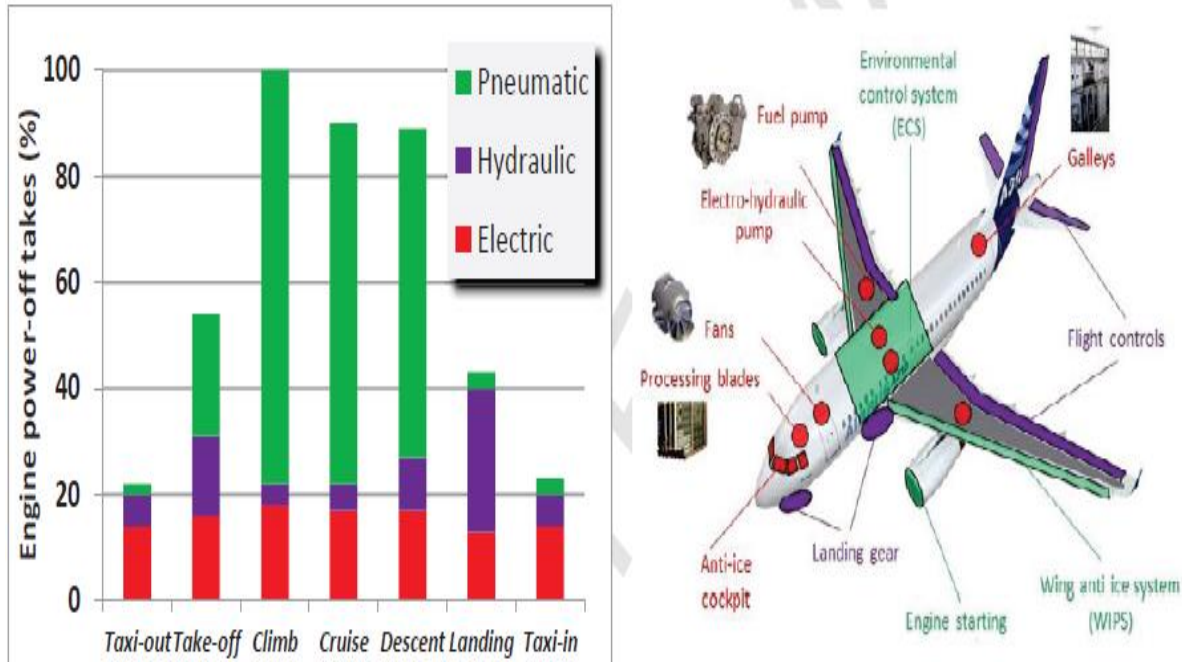 Engine power-off takes (%)
100
80
60
40
20
0
Pneumatic
Hydraulic
Electric
Taxi-out Take-off Climb Cruise Descent Landing Taxi-in
Environmental
control system
(ECS)
Fuel pump
Galleys
Electro-hydraulic
pump
Fans
Flight controls
Processing blades
Landing gear
Anti-ice
cockpit
Wing anti ice system
(WIPS)
Engine starting